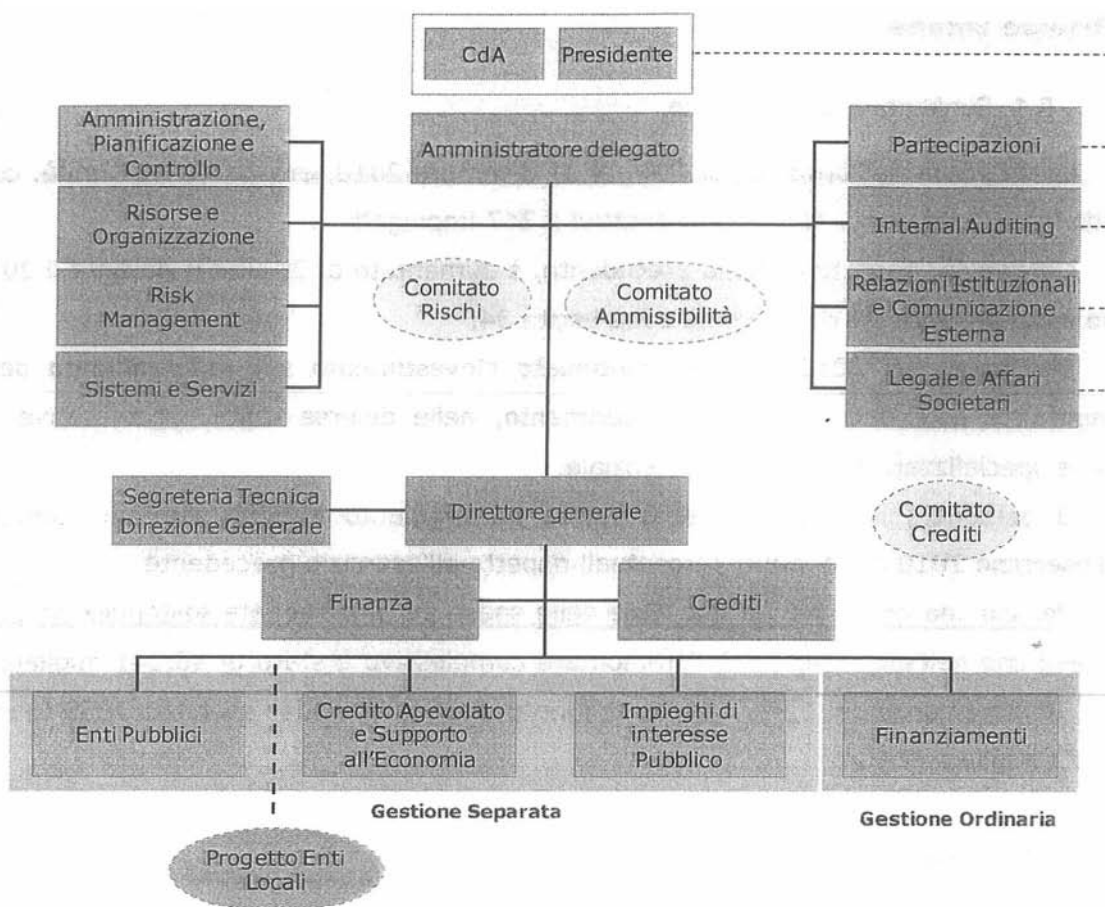 CdA
Presidente
Amministrazione,
Pianificazione e
Controllo
Amministratore delegato
Partecipazioni
Risorse e
Organizzazione
Internal Auditing
Risk
Management
Comitato
Rischi
Comitato
Ammissibilità
Relazioni Istituzionali
e Comunicazione
Esterna
Sistemi e Servizi
Legale e Affari
Societari
Segreteria Tecnica
Direzione Generale
Direttore generale
Comitato
Crediti
Finanza
Crediti
Enti Pubblici
Credito Agevolato
e Supporto
all'Economia
Impieghi di
interesse
Pubblico
Finanziamenti
Gestione Separata
Gestione Ordinaria
Progetto Enti
Locali